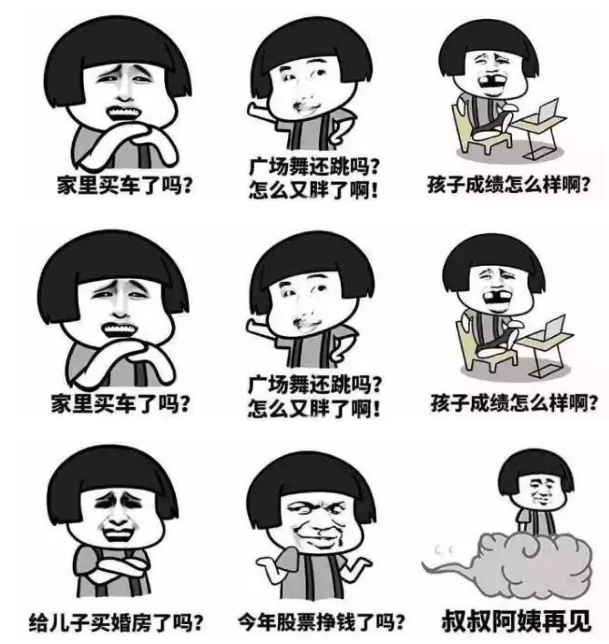 家里买车了吗?
广场舞还跳吗?
怎么又胖了啊!
孩子成绩怎么样啊?
家里买车了吗?
广场舞还跳吗?
怎么又胖了啊!
孩子成绩怎么样啊?
给儿子买婚房了吗?
今年股票挣钱了吗?
叔叔阿姨再见